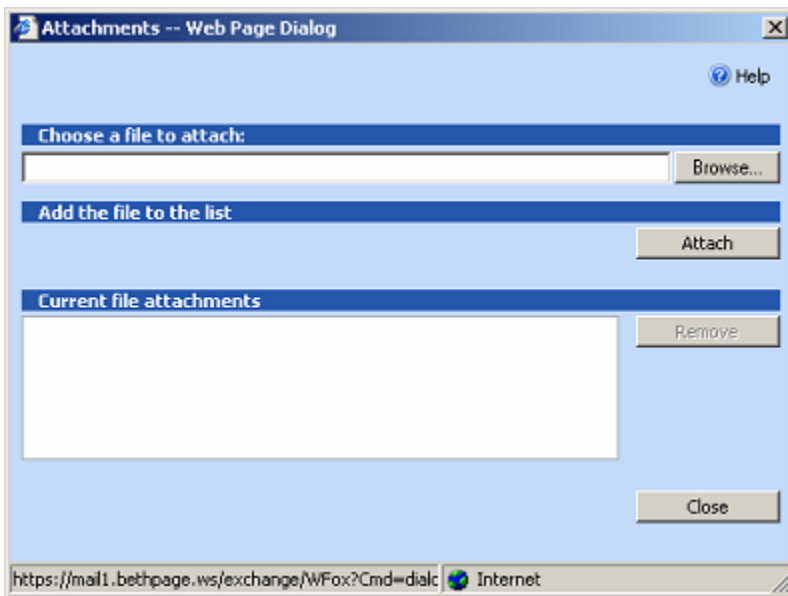 Attachments -- Web Page Dialog
Help
Choose a file to attach:
Browse...
Add the file to the list
Attach
Current file attachments
Remove
Close
https://mail1.bethpage.ws/exchange/WFox?Cmd=dialc Internet